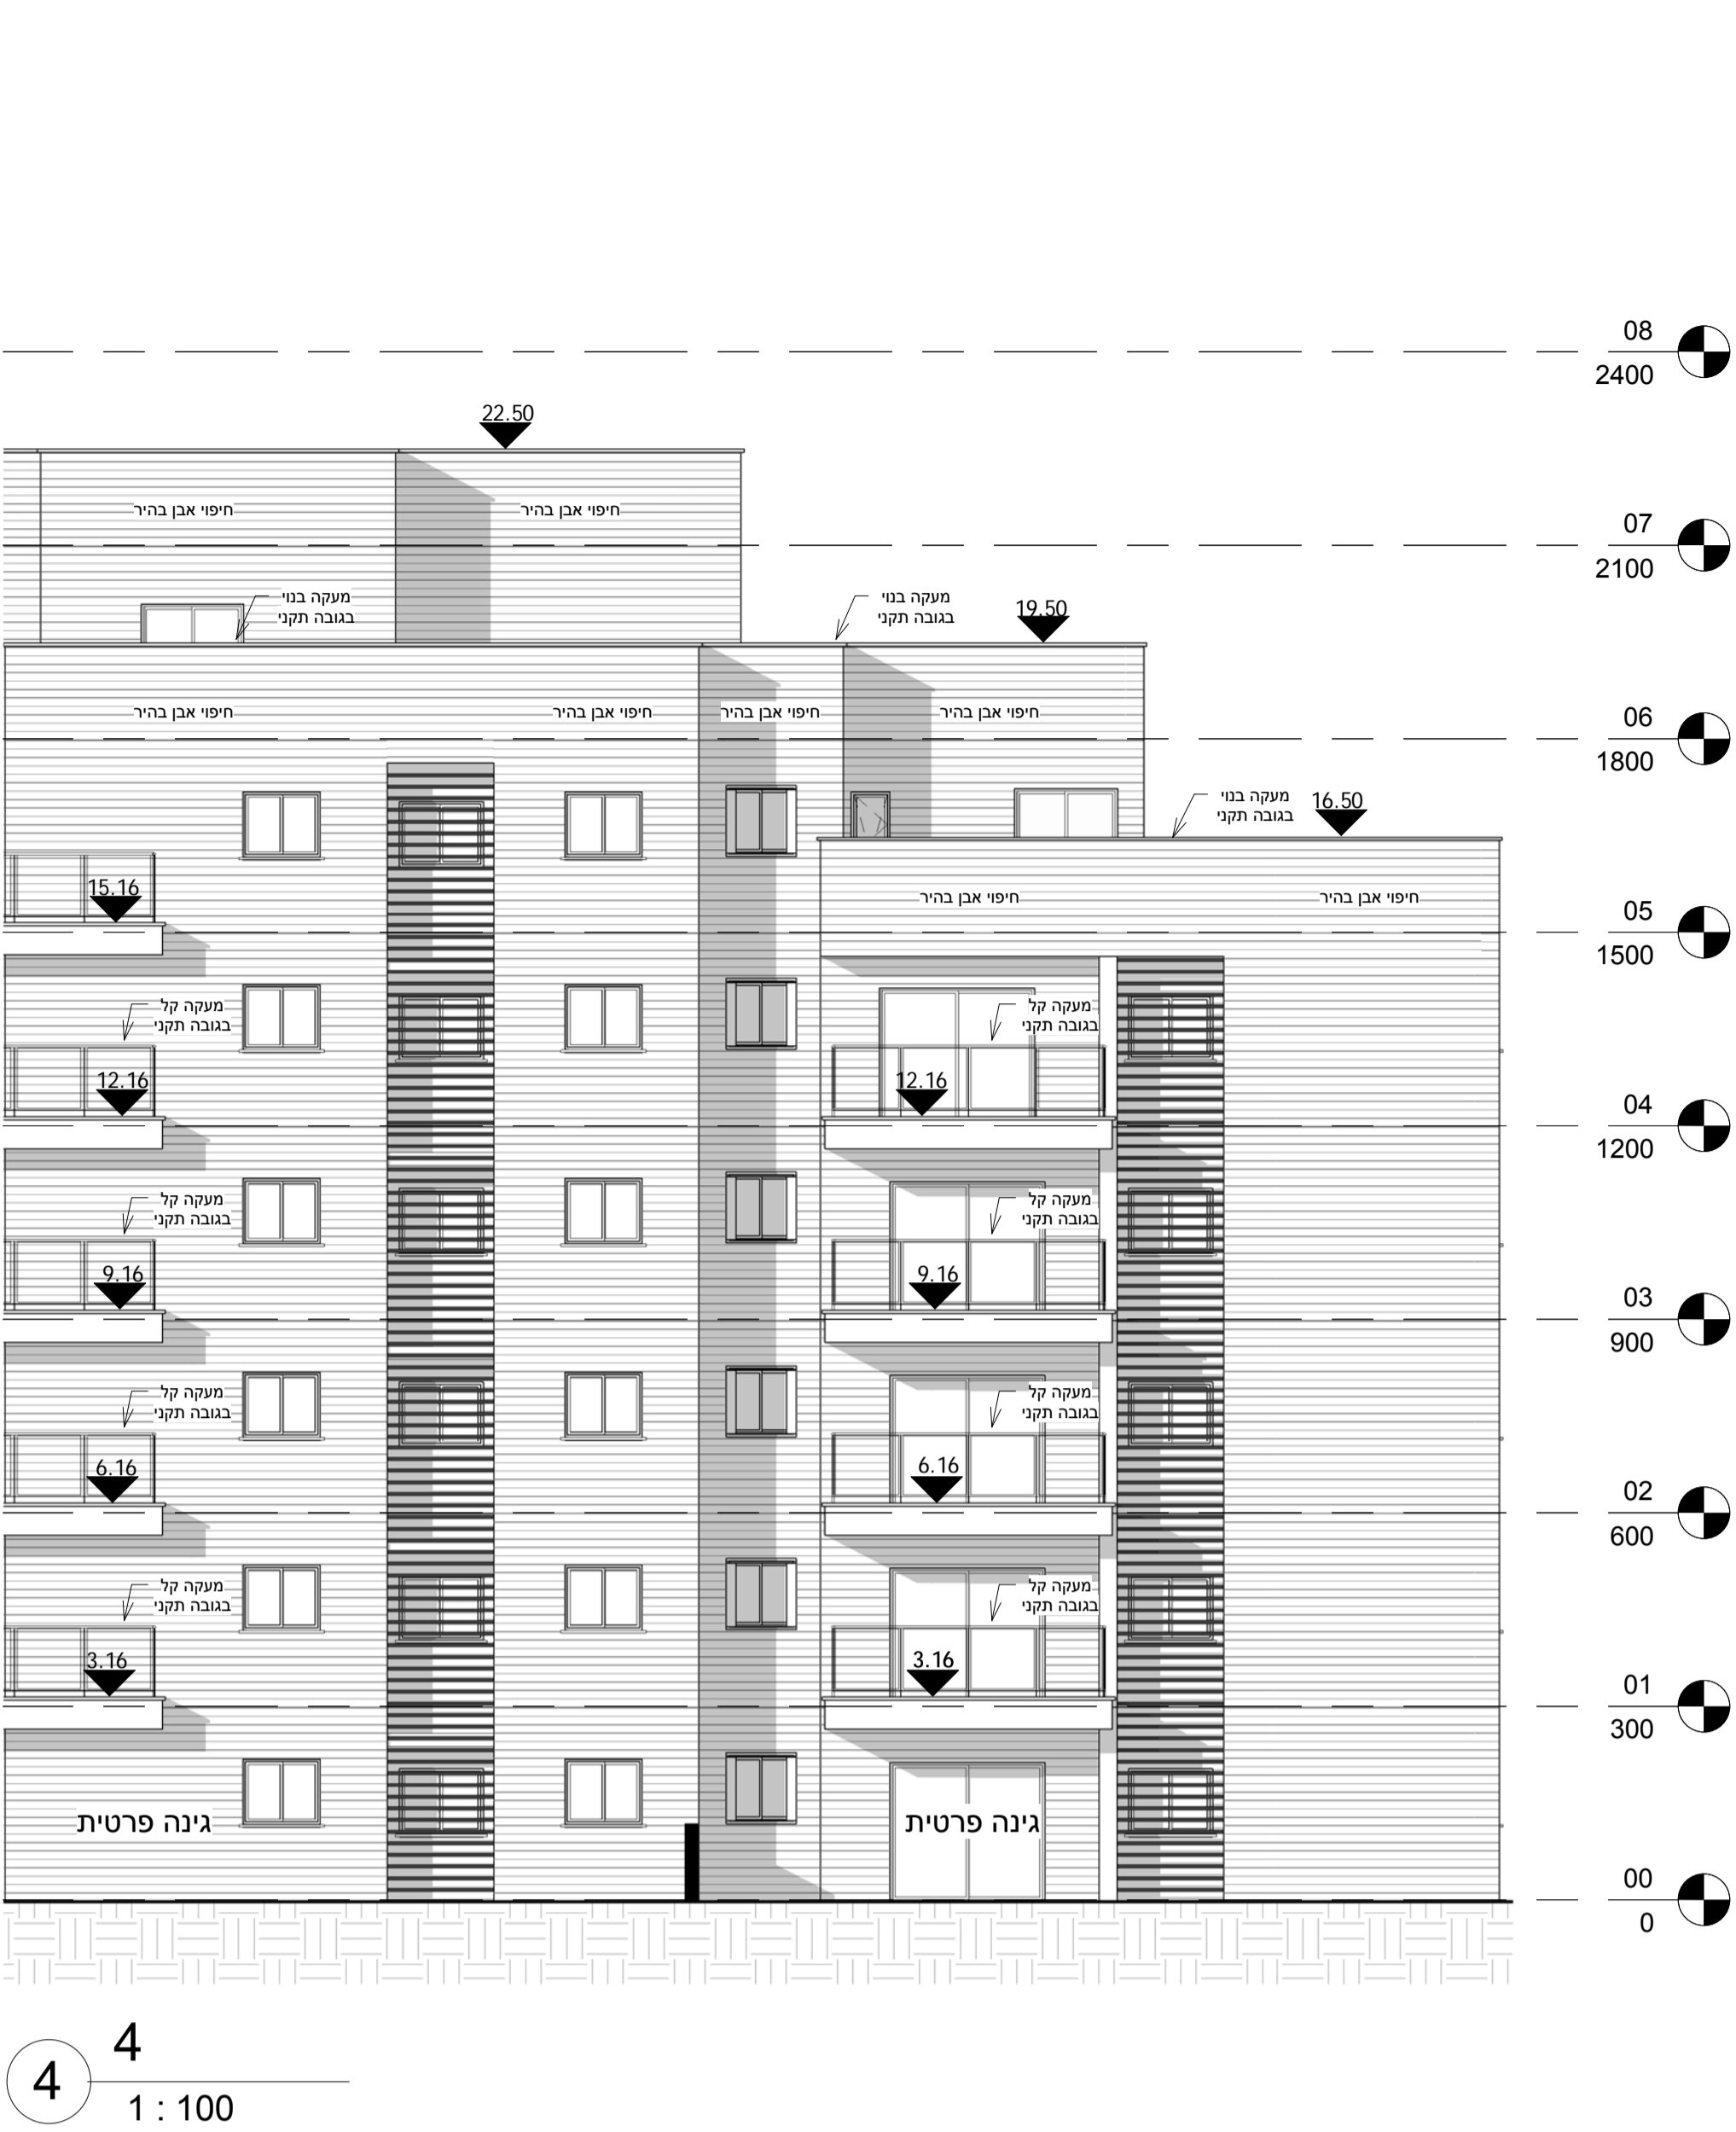 08
2400
22.50
חיפוי אבן בהיר
חיפוי אבן בהיר
07
2100
מעקה בנוי
בגובה תקני
מעקה בנוי
בגובה תקני
19.50
חיפוי אבן בהיר
חיפוי אבן בהיר
חיפוי אבן בהיר
חיפוי אבן בהיר
06
1800
מעקה בנוי
בגובה תקני
16.50
15.16
חיפוי אבן בהיר
חיפוי אבן בהיר
05
1500
מעקה קל
בגובה תקני
מעקה קל
בגובה תקני
12.16
12.16
04
1200
מעקה קל
בגובה תקני
מעקה קל
בגובה תקני
9.16
9.16
03
900
מעקה קל
בגובה תקני
מעקה קל
בגובה תקני
6.16
6.16
02
600
מעקה קל
בגובה תקני
מעקה קל
בגובה תקני
3.16
3.16
01
300
גינה פרטית
גינה פרטית
00
0
4
4
1 : 100